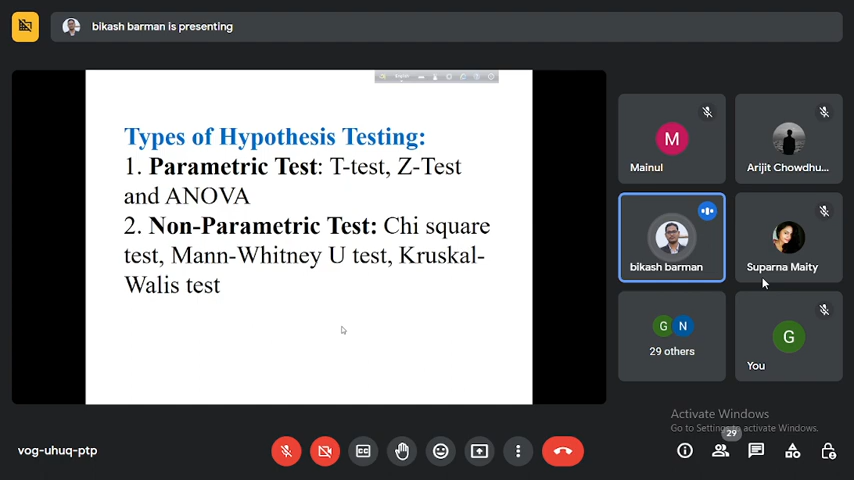 bikash barman is presenting
English
Types of Hypothesis Testing:
1. Parametric Test: T-test, Z-Test
and ANOVA
2. Non-Parametric Test: Chi square
test, Mann-Whitney U test, Kruskal-
Walis test
M
Mainul
Arijit Chowdhu...
bikash barman
Suparna Maity
G N
29 others
G
You
Activate Windows
Go to Settings to activate Windows.
vog-uhuq-ptp
29